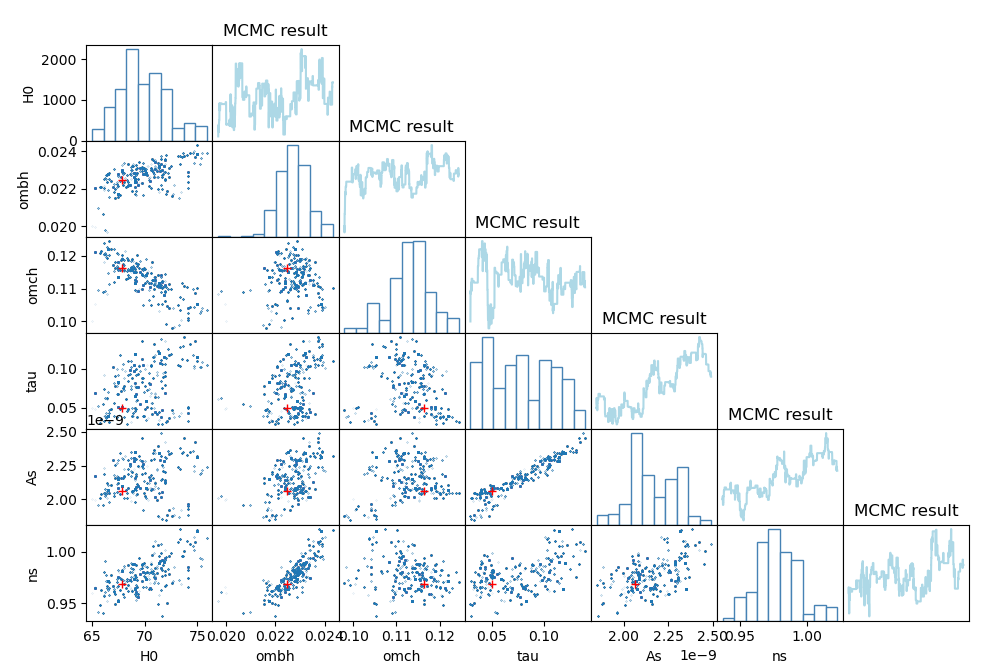 MCMC result
2000
1000
0
H0
MCMC result
0.024
0.022
0.020
ombh
MCMC result
0.12
0.11
0.10
omch
MCMC result
0.10
0.05
tau
1e−9
MCMC result
2.50
2.25
2.00
As
MCMC result
1.00
0.95
ns
65 70 75 0.020 0.022 0.024 0.10 0.11 0.12 0.05 0.10 2.00 2.25 2.50 0.95 1.00
1e−9
H0 ombh omch tau As ns